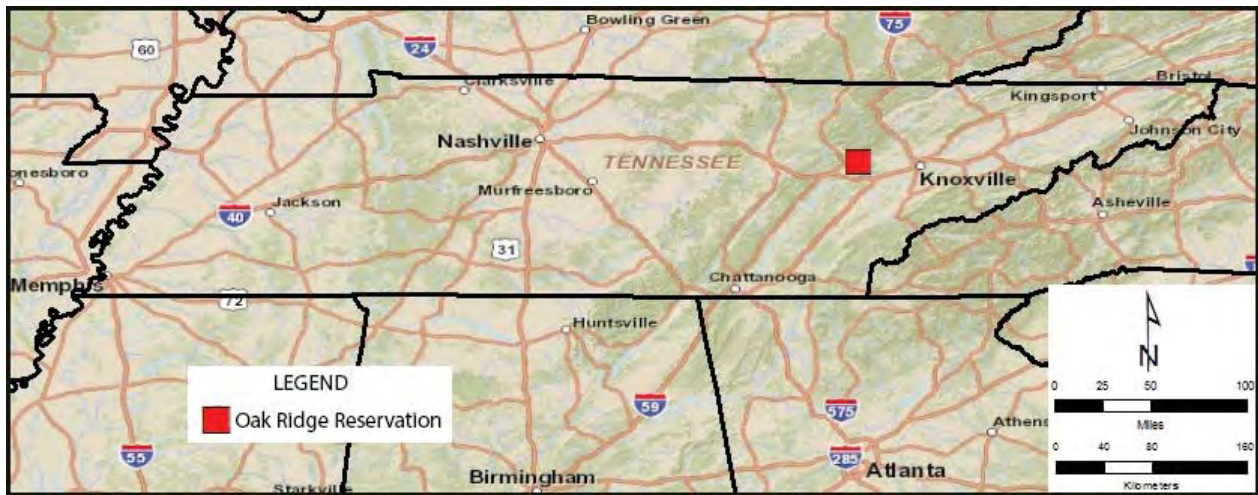 Bowling Green
60
24
75
Clarksville
Bristol
Kingsport
Johnson City
Nashville
TENNESSEE
Knoxville
onesboro
Murfreesboro
40
Jackson
Asheville
31
Memphis
Chattanooga
72
Huntsville
LEGEND
Oak Ridge Reservation
N
0 25 50 100
Miles
0 40 80 160
Kilometers
59
575
Athens
55
285
Atlanta
Birmingham
Starkville